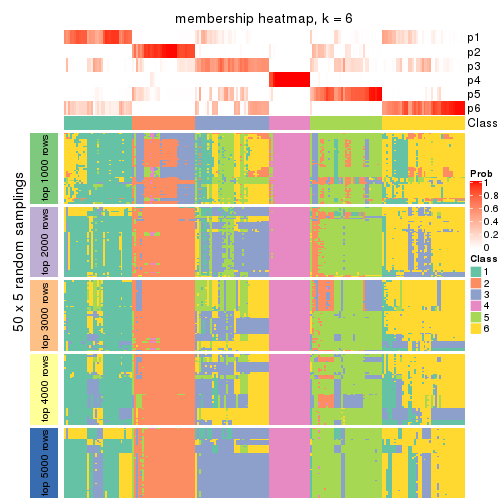 membership heatmap, k = 6
p1
p2
p3
p4
p5
p6
Class
50 x 5 random samplings
top 1000 rows
top 2000 rows
top 3000 rows
top 4000 rows
top 5000 rows
Prob
1
0.8
0.6
0.4
0.2
0
Class
1
2
3
4
5
6